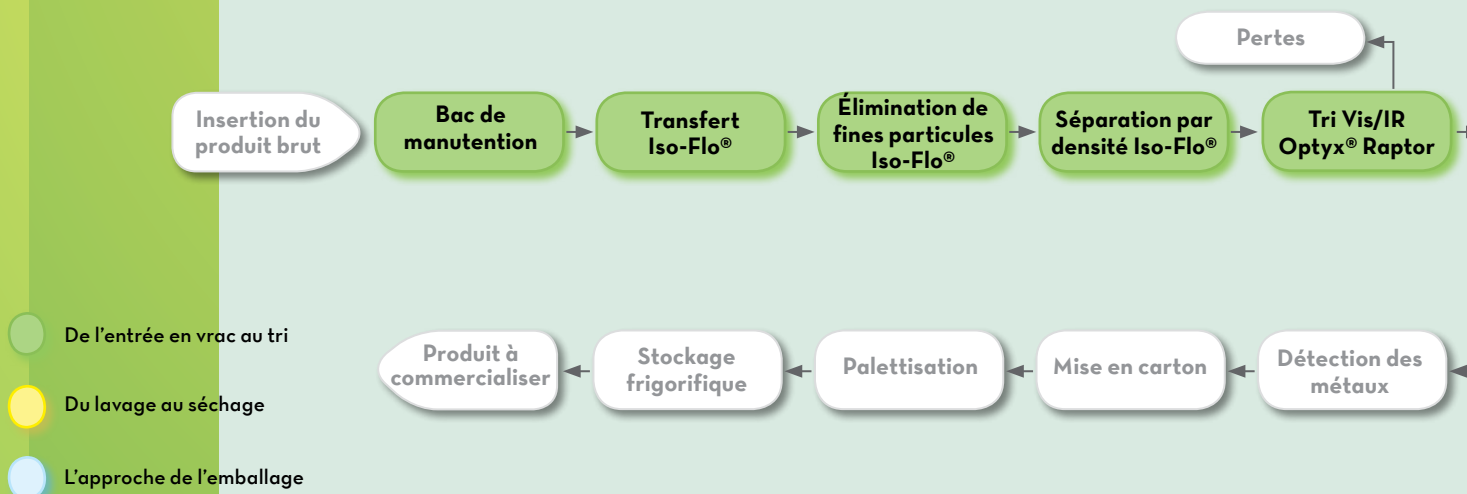 Pertes
Insertion du
produit brut
Bac de
manutention
Transfert
Iso-Flo®
Élimination de
fines particules
Iso-Flo®
Séparation par
densité Iso-Flo®
Tri Vis/IR
Optyx® Raptor
De l'entrée en vrac au tri
Du lavage au séchage
L'approche de l'emballage
Produit à
commercialiser
Stockage
frigorifique
Palettisation
Mise en carton
Détection des
métaux